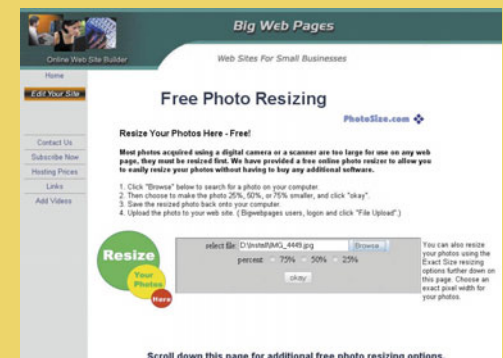 Big Web Pages
Online Web Site Builder
Web Sites For Small Businesses
Home
Edit Your Site
Contact Us
Subscribe Now
Hosting Prices
Links
Add Videos
Free Photo Resizing
PhotoSize.com
Resize Your Photos Here - Free!
Most photos acquired using a digital camera or a scanner are too large for use on any web
page, they must be resized first. We have provided a free online photo resizer to allow you
to easily resize your photos without having to buy any additional software.
1. Click "Browse" below to search for a photo on your computer.
2. Then choose to make the photo 25%, 50%, or 75% smaller, and click "okay".
3. Save the resized photo back onto your computer.
4. Upload the photo to your web site. ( Bigwebpages users, logon and click "File Upload".)
Resize
Your
Photos
Here
select file: D:\Install\IMG_4449.jpg Browse...
percent: 75% 50% 25%
okay
You can also resize
your photos using the
Exact Size resizing
options further down on
this page. Choose an
exact pixel width for
your photos.
Scroll down this page for additional free photo resizing options.